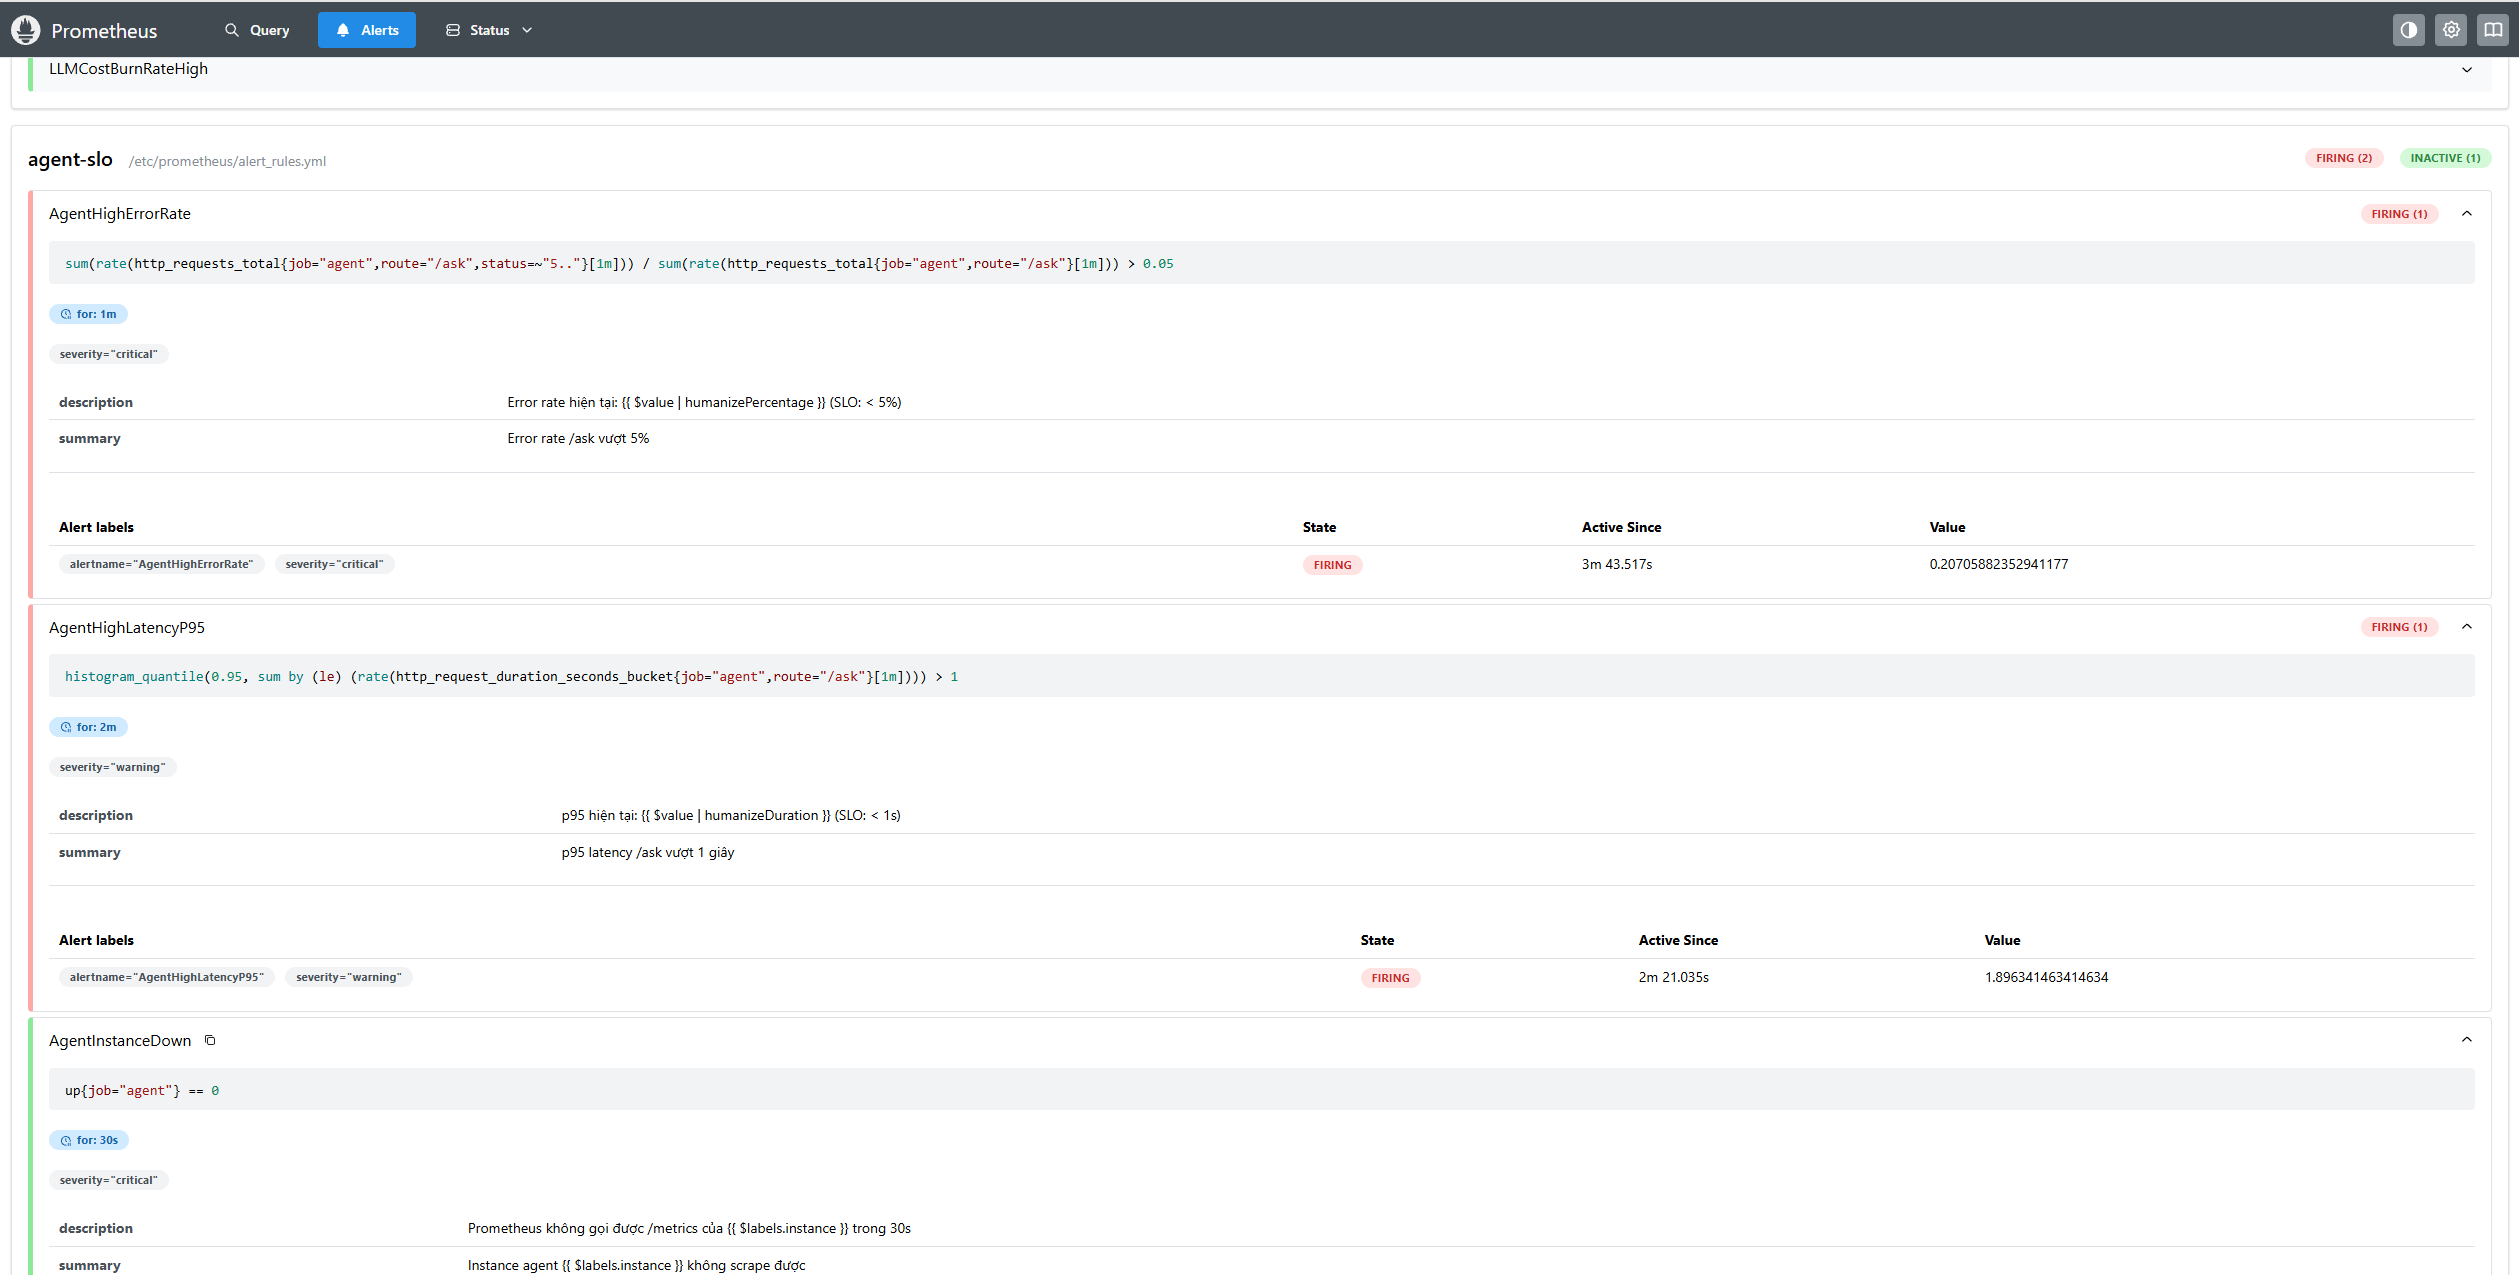 Prometheus Query Alerts Status
LLMCostBurnRateHigh
agent-slo /etc/prometheus/alert_rules.yml FIRING (2) INACTIVE (1)
AgentHighErrorRate FIRING (1)
sum(rate(http_requests_total{job="agent",route="/ask",status=~"5.."}[1m])) / sum(rate(http_requests_total{job="agent",route="/ask"}[1m])) > 0.05
for: 1m
severity="critical"
description Error rate hiện tại: {{ $value | humanizePercentage }} (SLO: < 5%)
summary Error rate /ask vượt 5%
Alert labels State Active Since Value
alertname="AgentHighErrorRate" severity="critical" FIRING 3m 43.517s 0.20705882352941177
AgentHighLatencyP95 FIRING (1)
histogram_quantile(0.95, sum by (le) (rate(http_request_duration_seconds_bucket{job="agent",route="/ask"}[1m]))) > 1
for: 2m
severity="warning"
description p95 hiện tại: {{ $value | humanizeDuration }} (SLO: < 1s)
summary p95 latency /ask vượt 1 giây
Alert labels State Active Since Value
alertname="AgentHighLatencyP95" severity="warning" FIRING 2m 21.035s 1.896341463414634
AgentInstanceDown
up{job="agent"} == 0
for: 30s
severity="critical"
description Prometheus không gọi được /metrics của {{ $labels.instance }} trong 30s
summary Instance agent {{ $labels.instance }} không scrape được